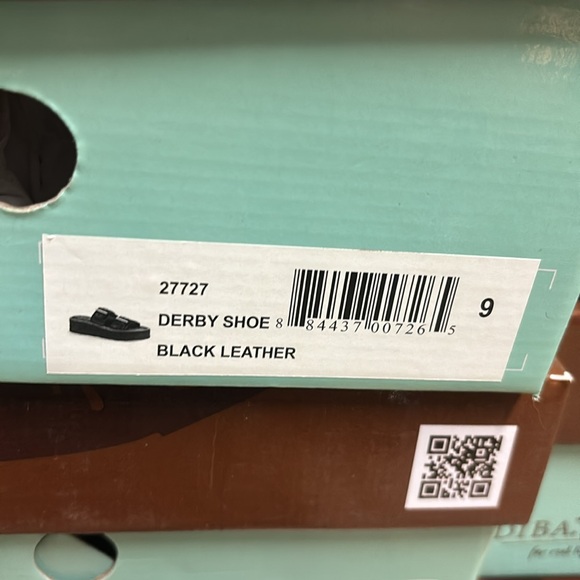 27727
DERBY SHOE
BLACK LEATHER
8 84437 00726 5
9